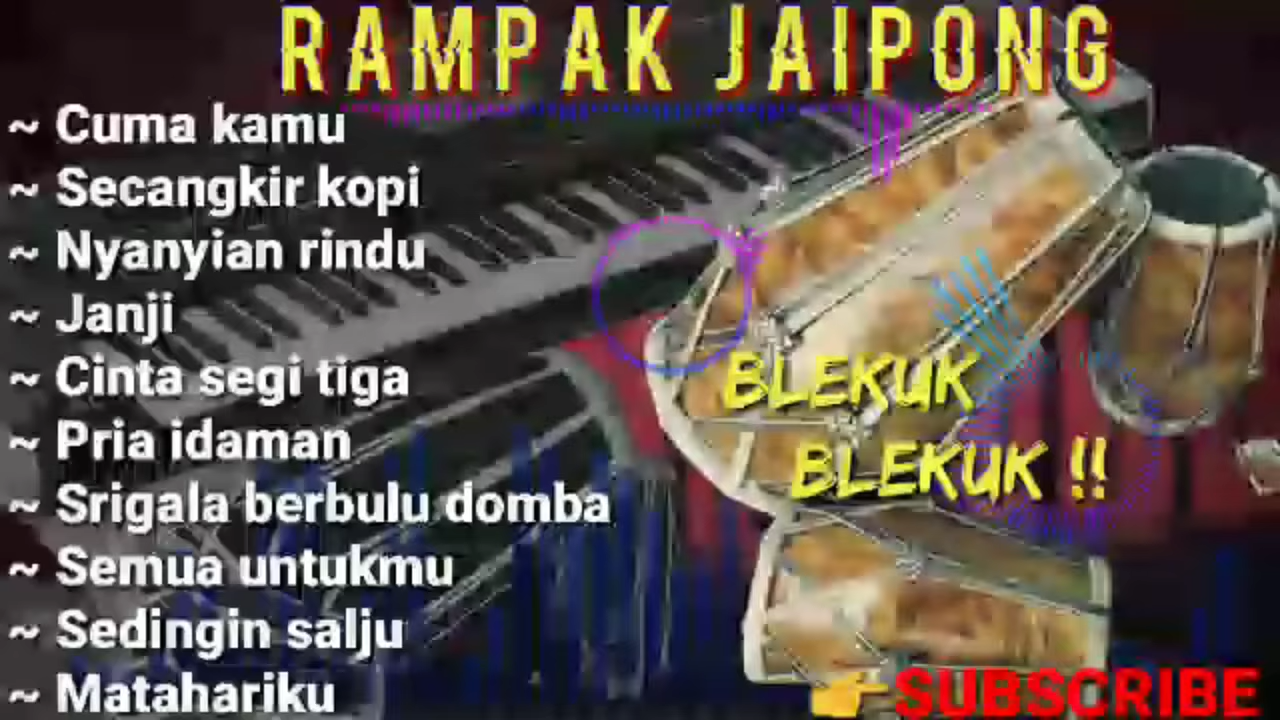 RAMPAK JAIPONG
~ Cuma kamu
~ Secangkir kopi
~ Nyanyian rindu
~ Janji
~ Cinta segi tiga
~ Pria idaman
~ Srigala berbulu domba
~ Semua untukmu
~ Sedingin salju
~ Matahariku
BLEKUK
BLEKUK !!
👉SUBSCRIBE